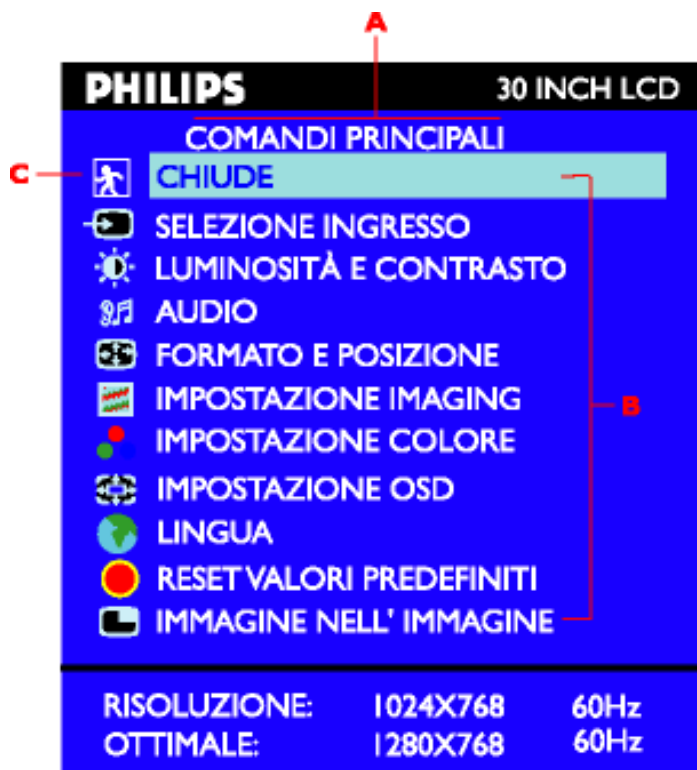 A
PHILIPS 30 INCH LCD
COMANDI PRINCIPALI
C CHIUDE
SELEZIONE INGRESSO
LUMINOSITÀ E CONTRASTO
AUDIO
FORMATO E POSIZIONE
IMPOSTAZIONE IMAGING B
IMPOSTAZIONE COLORE
IMPOSTAZIONE OSD
LINGUA
RESET VALORI PREDEFINITI
IMMAGINE NELL' IMMAGINE
RISOLUZIONE: 1024X768 60Hz
OTTIMALE: 1280X768 60Hz